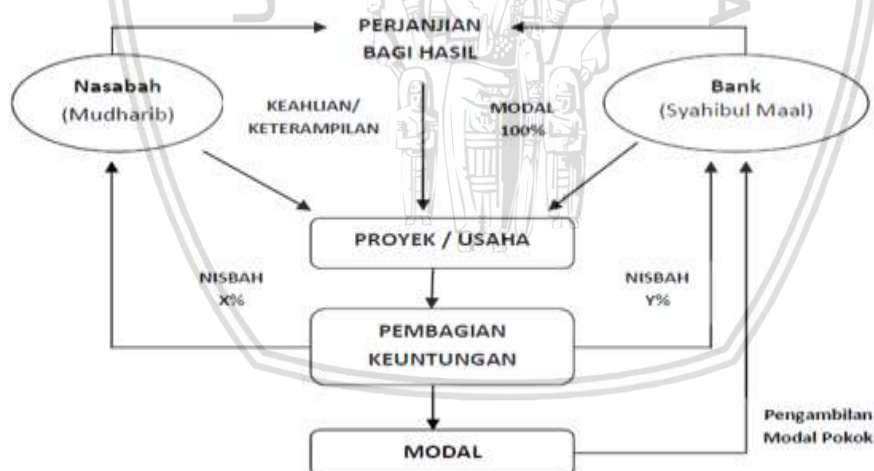 PERJANJIAN
BAGI HASIL
Nasabah
(Mudharib)
KEAHLIAN/
KETERAMPILAN
MODAL
100%
Bank
(Syahibul Maal)
PROYEK / USAHA
NISBAH
X%
NISBAH
Y%
PEMBAGIAN
KEUNTUNGAN
MODAL
Pengambilan
Modal Pokok